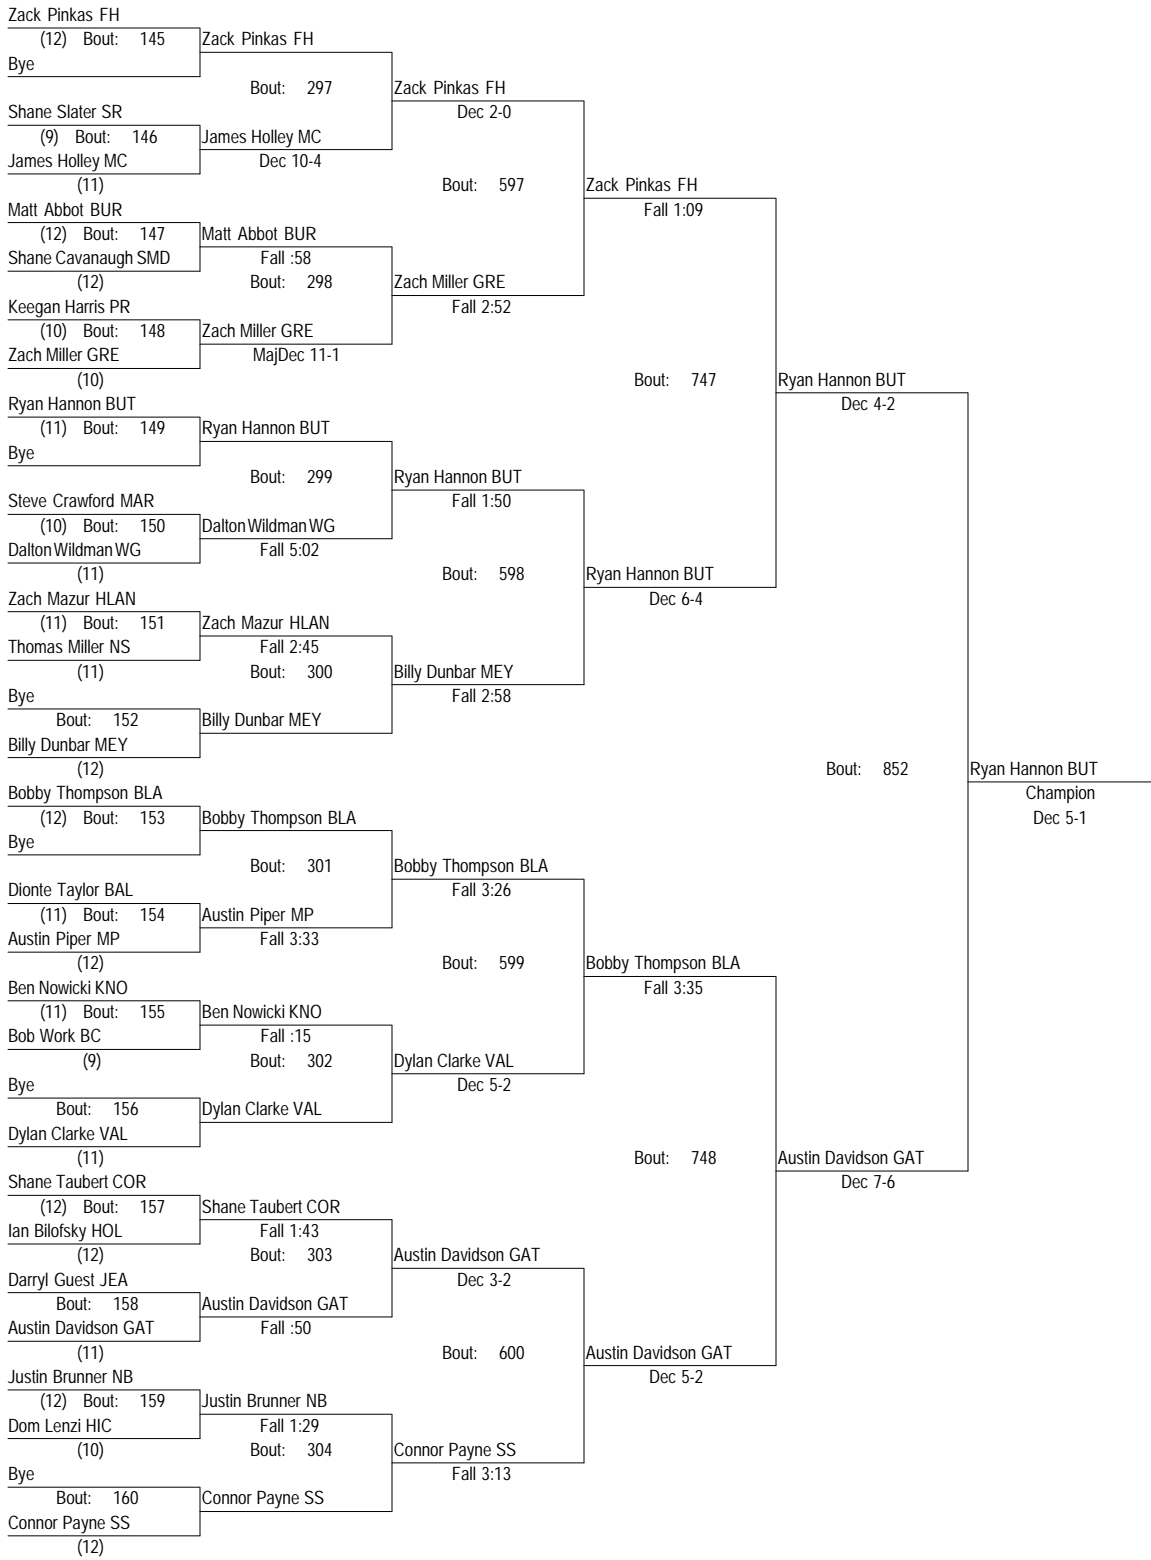 Zack Pinkas FH
(12) Bout: 145 Zack Pinkas FH
Bye
Bout: 297 Zack Pinkas FH
Shane Slater SR Dec 2-0
(9) Bout: 146 James Holley MC
James Holley MC Dec 10-4
(11) Bout: 597 Zack Pinkas FH
Matt Abbot BUR Fall 1:09
(12) Bout: 147 Matt Abbot BUR
Shane Cavanaugh SMD Fall :58
(12) Bout: 298 Zach Miller GRE
Keegan Harris PR Fall 2:52
(10) Bout: 148 Zach Miller GRE
Zach Miller GRE MajDec 11-1
(10) Bout: 747 Ryan Hannon BUT
Ryan Hannon BUT Dec 4-2
(11) Bout: 149 Ryan Hannon BUT
Bye
Bout: 299 Ryan Hannon BUT
Steve Crawford MAR Fall 1:50
(10) Bout: 150 Dalton Wildman WG
Dalton Wildman WG Fall 5:02
(11) Bout: 598 Ryan Hannon BUT
Zach Mazur HLAN Dec 6-4
(11) Bout: 151 Zach Mazur HLAN
Thomas Miller NS Fall 2:45
(11) Bout: 300 Billy Dunbar MEY
Bye Fall 2:58
Bout: 152 Billy Dunbar MEY
Billy Dunbar MEY
(12) Bout: 852 Ryan Hannon BUT
Bobby Thompson BLA Champion
(12) Bout: 153 Bobby Thompson BLA Dec 5-1
Bye
Bout: 301 Bobby Thompson BLA
Dionte Taylor BAL Fall 3:26
(11) Bout: 154 Austin Piper MP
Austin Piper MP Fall 3:33
(12) Bout: 599 Bobby Thompson BLA
Ben Nowicki KNO Fall 3:35
(11) Bout: 155 Ben Nowicki KNO
Bob Work BC Fall :15
(9) Bout: 302 Dylan Clarke VAL
Bye Dec 5-2
Bout: 156 Dylan Clarke VAL
Dylan Clarke VAL
(11) Bout: 748 Austin Davidson GAT
Shane Taubert COR Dec 7-6
(12) Bout: 157 Shane Taubert COR
Ian Bilofsky HOL Fall 1:43
(12) Bout: 303 Austin Davidson GAT
Darryl Guest JEA Dec 3-2
Bout: 158 Austin Davidson GAT
Austin Davidson GAT Fall :50
(11) Bout: 600 Austin Davidson GAT
Justin Brunner NB Dec 5-2
(12) Bout: 159 Justin Brunner NB
Dom Lenzi HIC Fall 1:29
(10) Bout: 304 Connor Payne SS
Bye Fall 3:13
Bout: 160 Connor Payne SS
Connor Payne SS
(12)